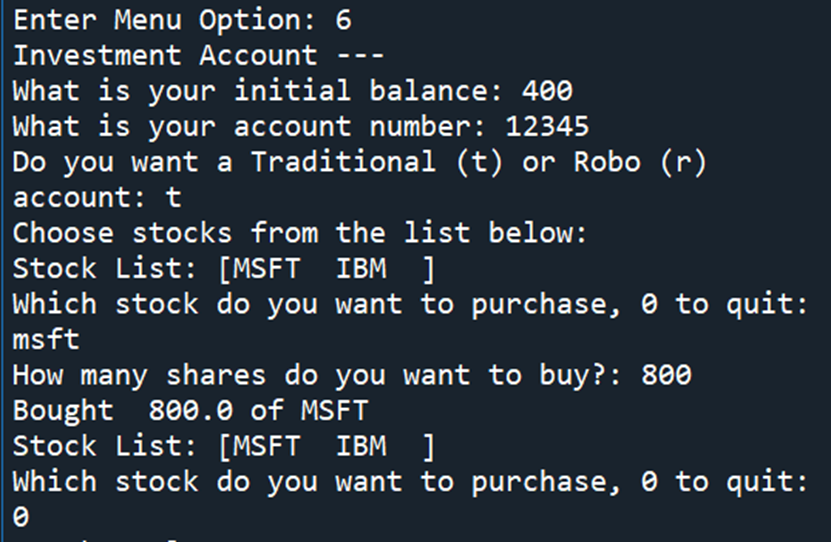 Enter Menu Option: 6
Investment Account ---
What is your initial balance: 400
What is your account number: 12345
Do you want a Traditional (t) or Robo (r)
account: t
Choose stocks from the list below:
Stock List: [MSFT  IBM  ]
Which stock do you want to purchase, 0 to quit:
msft
How many shares do you want to buy?: 800
Bought  800.0 of MSFT
Stock List: [MSFT  IBM  ]
Which stock do you want to purchase, 0 to quit:
0